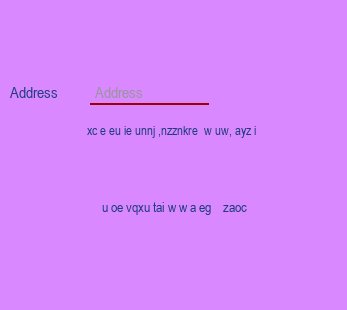 Address Address
xc e eu ie unnj ,nzznkre w uw, ayz i
u oe vqxu tai w w a eg zaoc